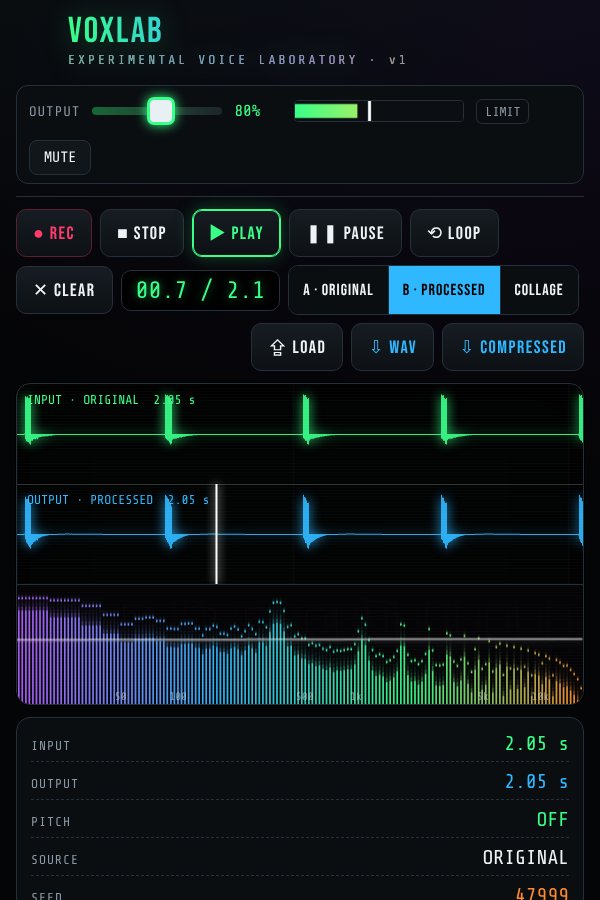 VOXLAB
EXPERIMENTAL VOICE LABORATORY · v1
OUTPUT 80% LIMIT
MUTE
● REC ■ STOP ▶ PLAY ❚❚ PAUSE ⟲ LOOP
✕ CLEAR 00.7 / 2.1 A · ORIGINAL B · PROCESSED COLLAGE
⇪ LOAD ⇩ WAV ⇩ COMPRESSED
INPUT · ORIGINAL 2.05 s
OUTPUT · PROCESSED 2.05 s
50 100 500 1k 5k 10k
INPUT 2.05 s
OUTPUT 2.05 s
PITCH OFF
SOURCE ORIGINAL
SEED 47999